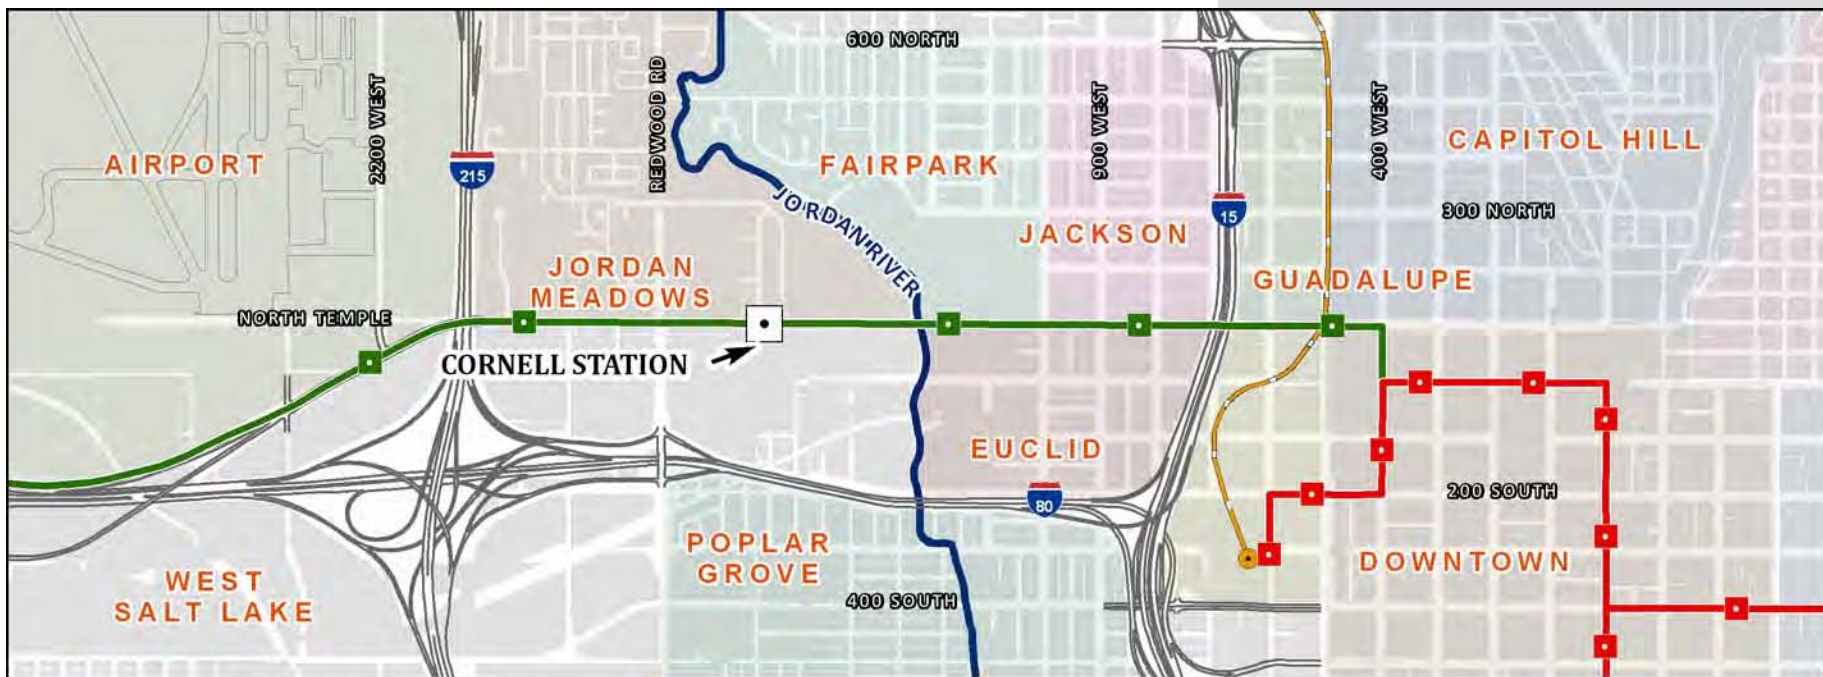 600 NORTH
2200 WEST
REDWOOD RD
900 WEST
400 WEST
AIRPORT
215
FAIRPARK
CAPITOL HILL
JORDAN RIVER
15
300 NORTH
JACKSON
JORDAN
MEADOWS
GUADALUPE
NORTH TEMPLE
CORNELL STATION
EUCLID
80
200 SOUTH
POPLAR
GROVE
DOWNTOWN
WEST
SALT LAKE
400 SOUTH